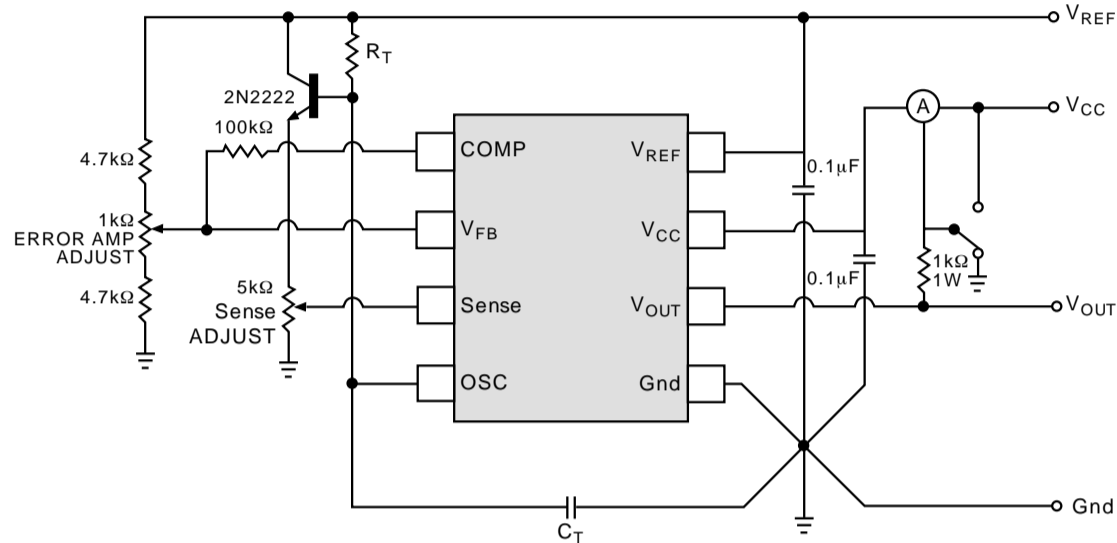 V_REF
R_T
2N2222
A
V_CC
100kΩ
COMP
V_REF
0.1µF
4.7kΩ
1kΩ
ERROR AMP
ADJUST
V_FB
V_CC
1kΩ
1W
0.1µF
4.7kΩ
5kΩ
Sense
ADJUST
Sense
V_OUT
V_OUT
OSC
Gnd
Gnd
C_T